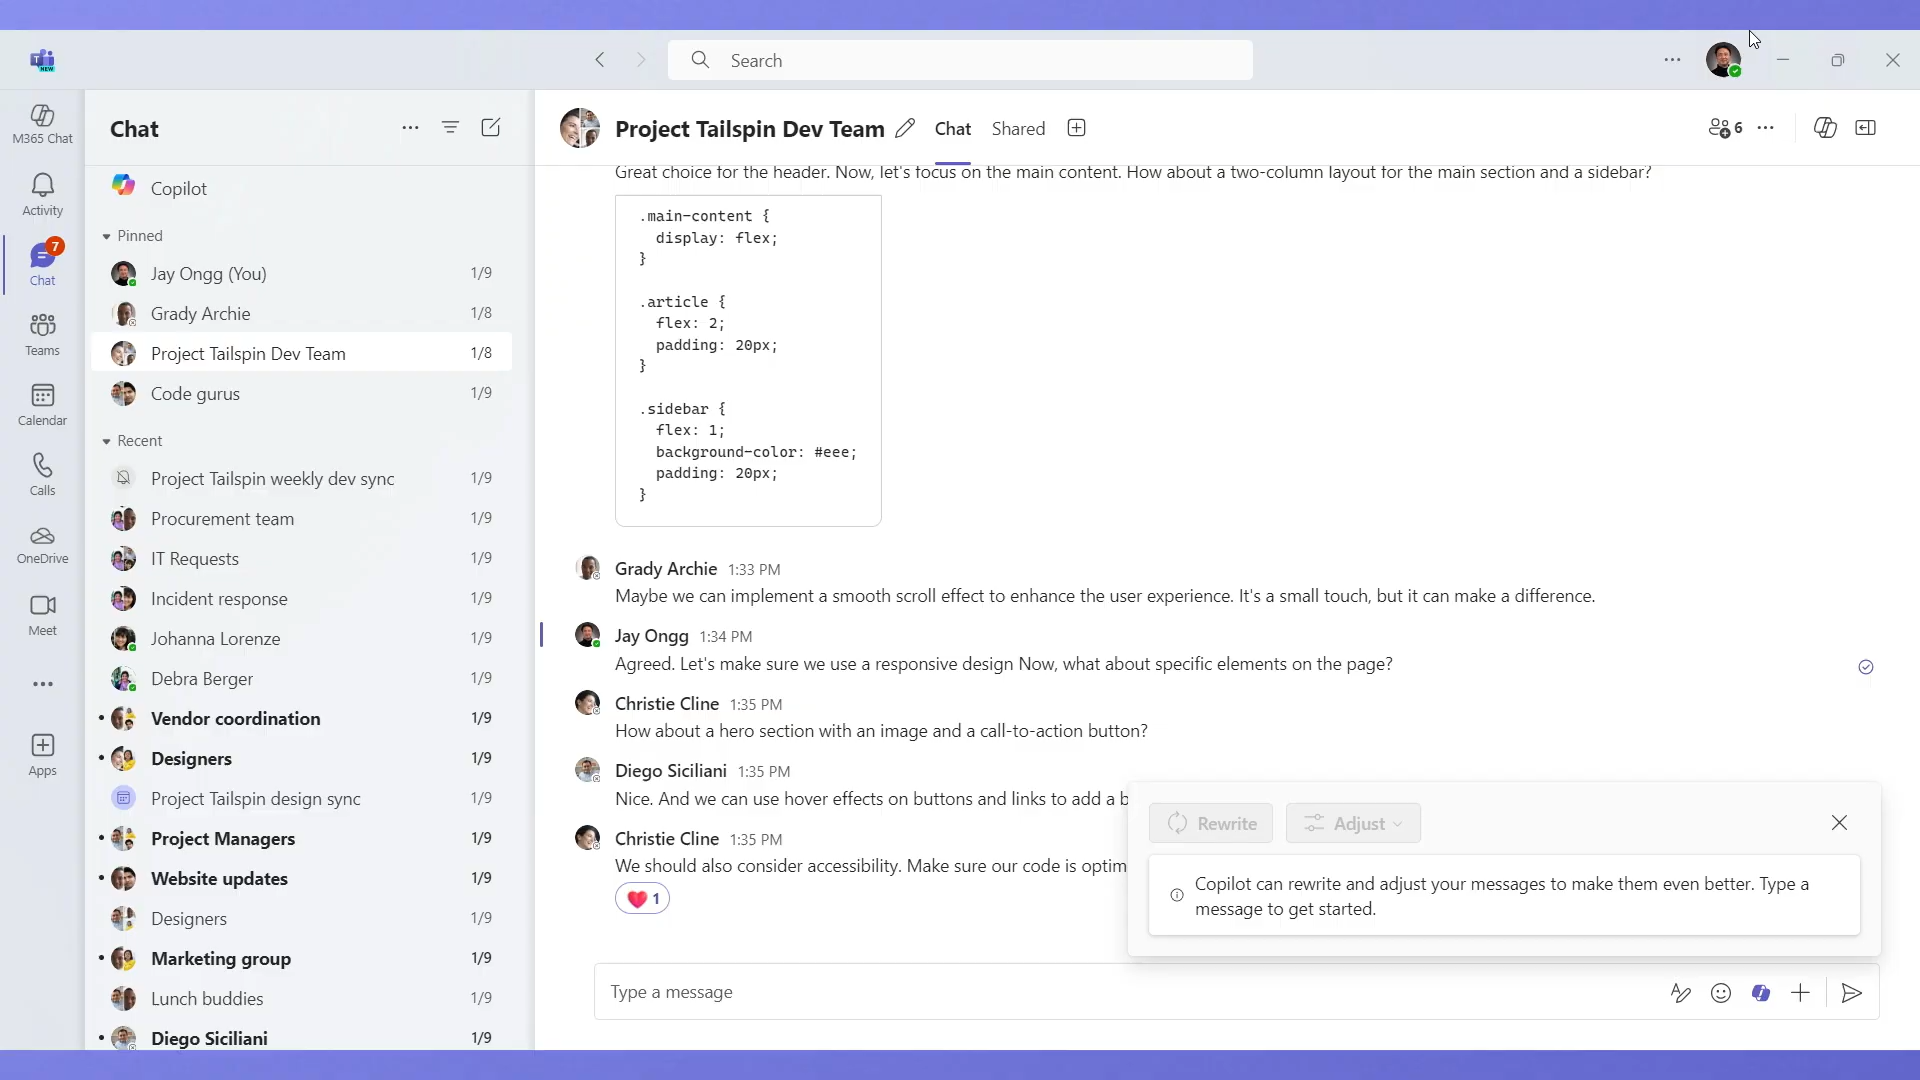 NEW
Search
M365 Chat
Activity
7
Chat
Teams
Calendar
Calls
OneDrive
Meet
Apps
Chat
Copilot
Pinned
Jay Ongg (You) 1/9
Grady Archie 1/8
Project Tailspin Dev Team 1/8
Code gurus 1/9
Recent
Project Tailspin weekly dev sync 1/9
Procurement team 1/9
IT Requests 1/9
Incident response 1/9
Johanna Lorenze 1/9
Debra Berger 1/9
Vendor coordination 1/9
Designers 1/9
Project Tailspin design sync 1/9
Project Managers 1/9
Website updates 1/9
Designers 1/9
Marketing group 1/9
Lunch buddies 1/9
Diego Siciliani 1/9
Project Tailspin Dev Team Chat Shared 6
Great choice for the header. Now, let's focus on the main content. How about a two-column layout for the main section and a sidebar?
.main-content {
display: flex;
}
.article {
flex: 2;
padding: 20px;
}
.sidebar {
flex: 1;
background-color: #eee;
padding: 20px;
}
Grady Archie 1:33 PM
Maybe we can implement a smooth scroll effect to enhance the user experience. It's a small touch, but it can make a difference.
Jay Ongg 1:34 PM
Agreed. Let's make sure we use a responsive design Now, what about specific elements on the page?
Christie Cline 1:35 PM
How about a hero section with an image and a call-to-action button?
Diego Siciliani 1:35 PM
Nice. And we can use hover effects on buttons and links to add a b
Christie Cline 1:35 PM
We should also consider accessibility. Make sure our code is optim
1
Rewrite Adjust
Copilot can rewrite and adjust your messages to make them even better. Type a
message to get started.
Type a message